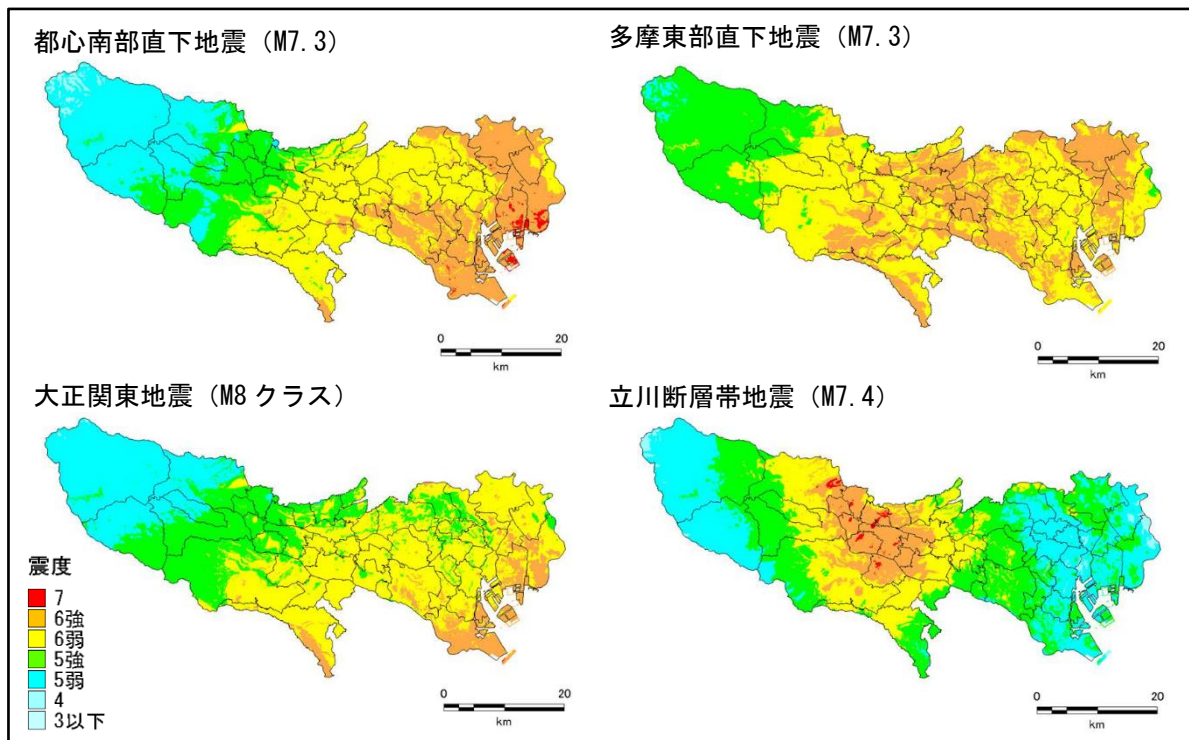 都心南部直下地震（M7.3）
多摩東部直下地震（M7.3）
0 20
km
0 20
km
大正関東地震（M8 クラス）
立川断層帯地震（M7.4）
震度
7
6強
6弱
5強
5弱
4
3以下
0 20
km
0 20
km